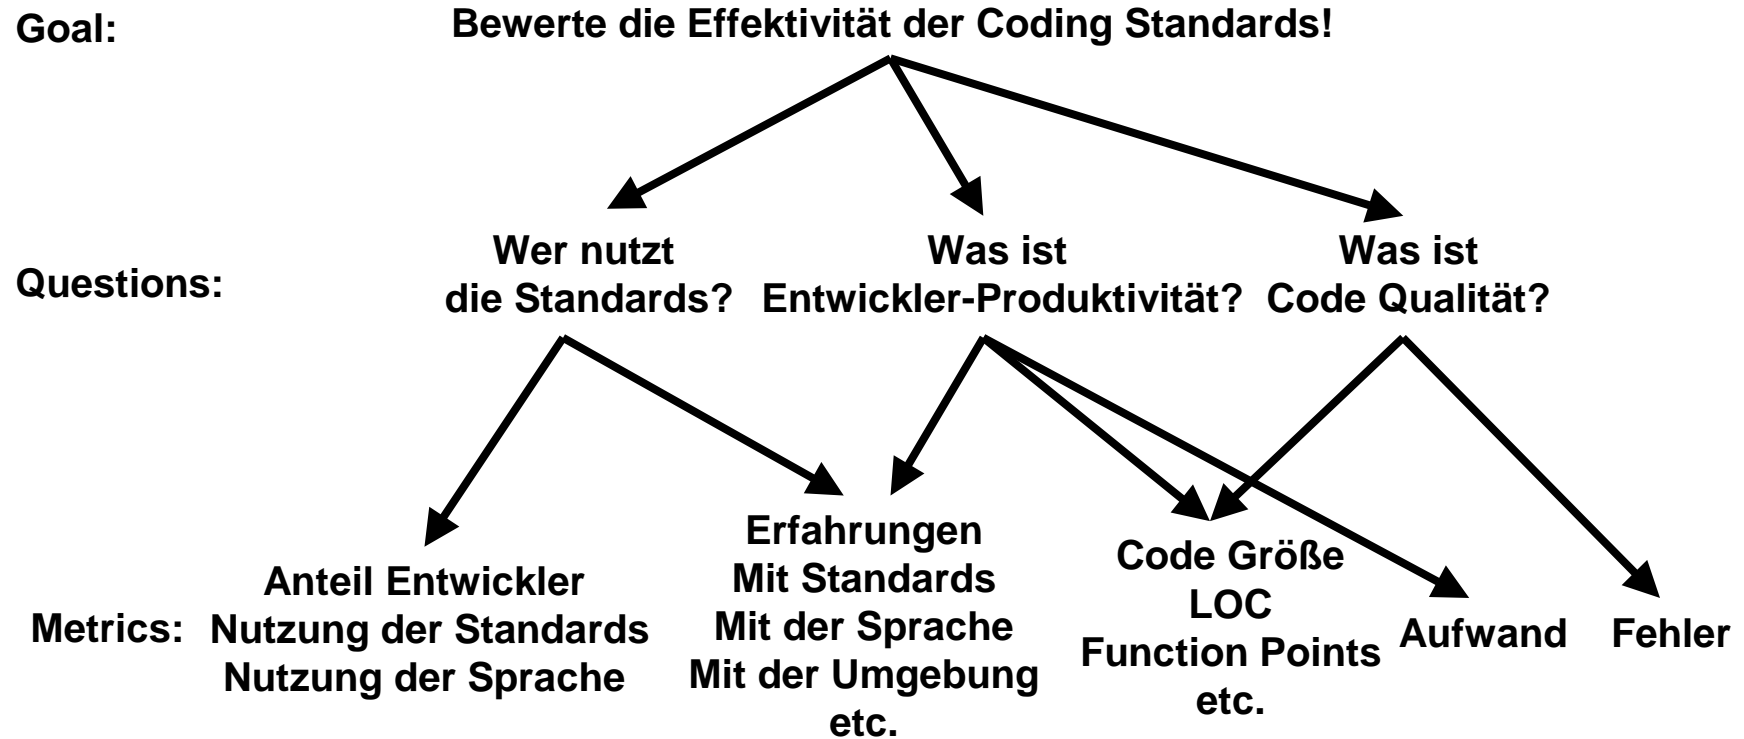 Goal:
Bewerte die Effektivität der Coding Standards!
Questions:
Wer nutzt
die Standards?
Was ist
Entwickler-Produktivität?
Was ist
Code Qualität?
Metrics:
Anteil Entwickler
Nutzung der Standards
Nutzung der Sprache
Erfahrungen
Mit Standards
Mit der Sprache
Mit der Umgebung
etc.
Code Größe
LOC
Function Points
etc.
Aufwand
Fehler